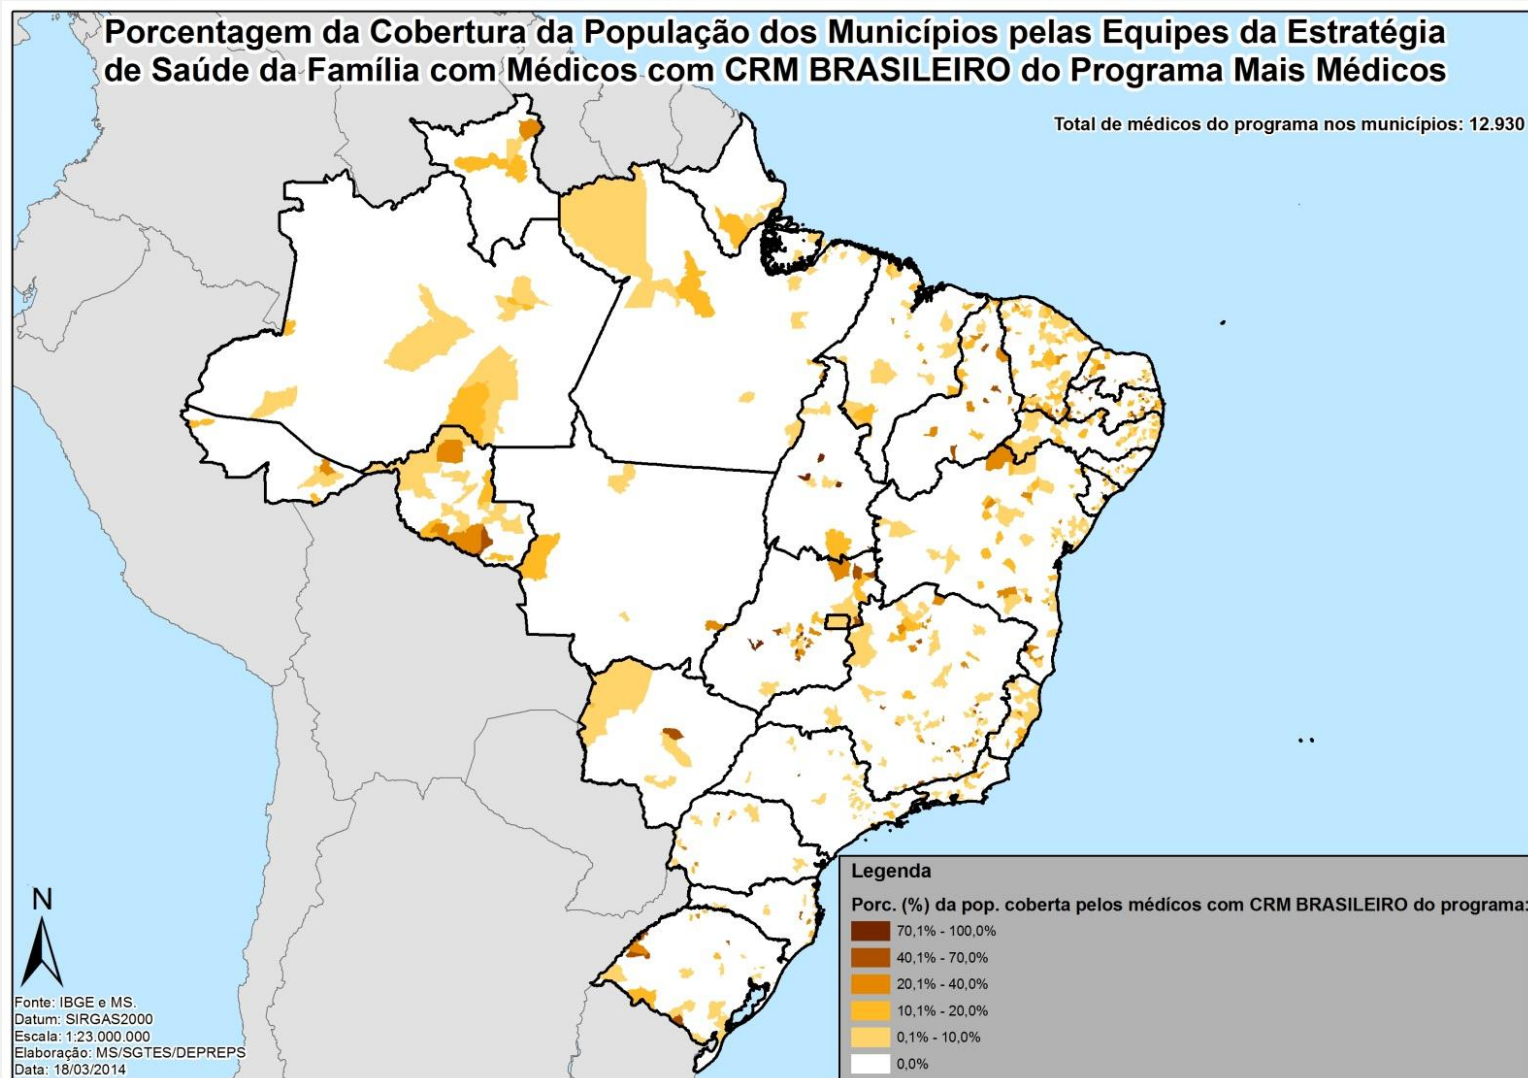 Porcentagem da Cobertura da População dos Municípios pelas Equipes da Estratégia
de Saúde da Família com Médicos com CRM BRASILEIRO do Programa Mais Médicos
Total de médicos do programa nos municípios: 12.930
N
Fonte: IBGE e MS.
Datum: SIRGAS2000
Escala: 1:23.000.000
Elaboração: MS/SGTES/DEPREPS
Data: 18/03/2014
Legenda
Porc. (%) da pop. coberta pelos médicos com CRM BRASILEIRO do programa:
70,1% - 100,0%
40,1% - 70,0%
20,1% - 40,0%
10,1% - 20,0%
0,1% - 10,0%
0,0%